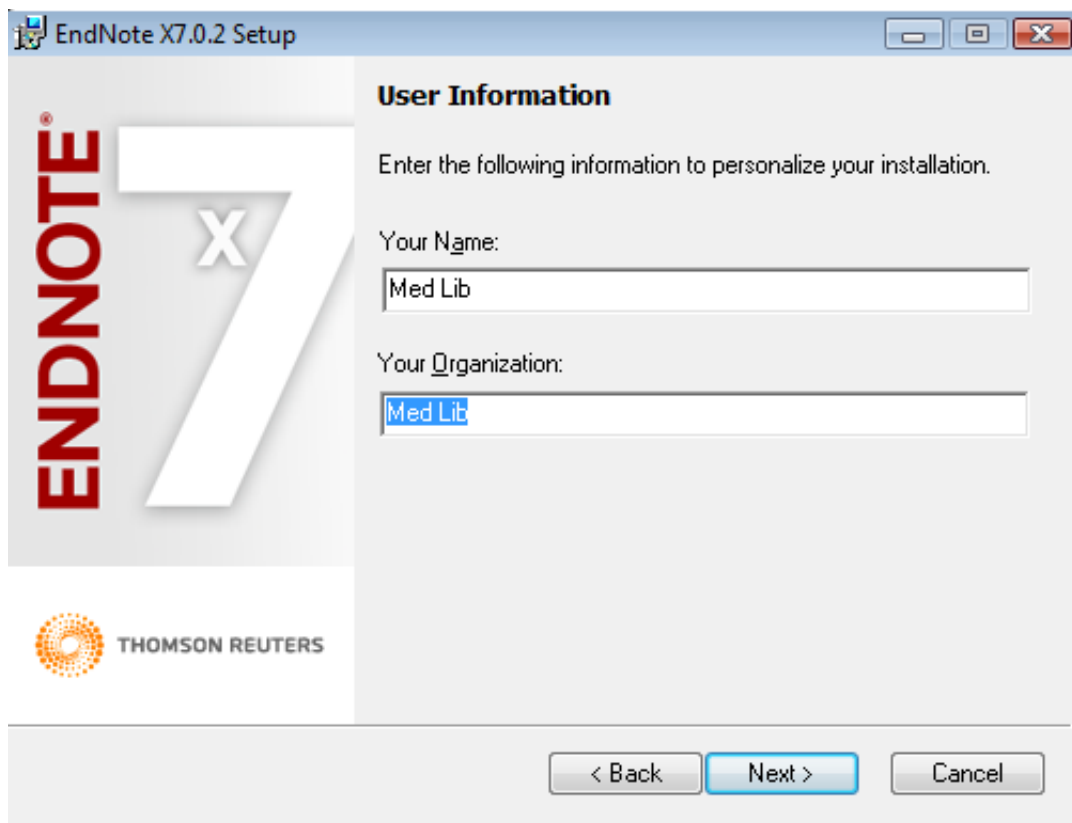 EndNote X7.0.2 Setup
ENDNOTE®
X7
User Information
Enter the following information to personalize your installation.
Your Name:
Med Lib
Your Organization:
Med Lib
THOMSON REUTERS
< Back
Next >
Cancel